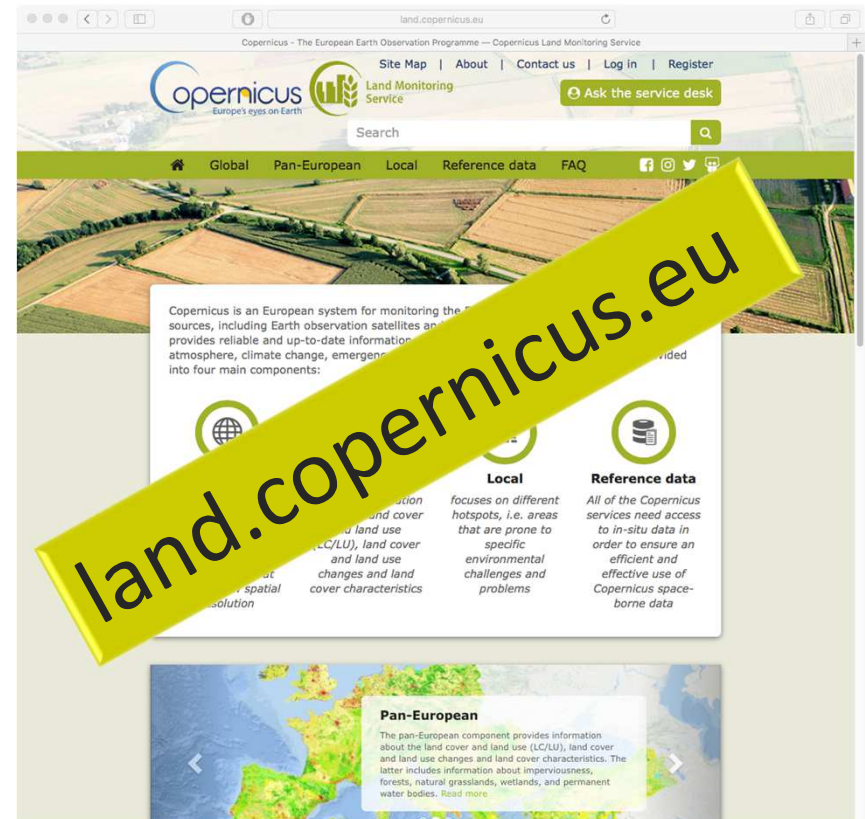 land.copernicus.eu
Copernicus - The European Earth Observation Programme — Copernicus Land Monitoring Service
Site Map | About | Contact us | Log in | Register
opernicus
Europe's eyes on Earth
Land Monitoring
Service
Ask the service desk
Search
Global Pan-European Local Reference data FAQ
land.copernicus.eu
Copernicus is an European system for monitoring the
sources, including Earth observation satellites
provides reliable and up-to-date information
atmosphere, climate change,
into four main components:
Local
Reference data
land cover
land use
(LC/LU), land cover
and land use
changes and land
cover characteristics
spatial
focuses on different
hotspots, i.e. areas
that are prone to
specific
environmental
challenges and
problems
All of the Copernicus
services need access
to in-situ data in
order to ensure an
efficient and
effective use of
Copernicus space-
borne data
Pan-European
The pan-European component provides information
about the land cover and land use (LC/LU), land cover
and land use changes and land cover characteristics. The
latter includes information about imperviousness,
forests, natural grasslands, wetlands, and permanent
water bodies. Read more